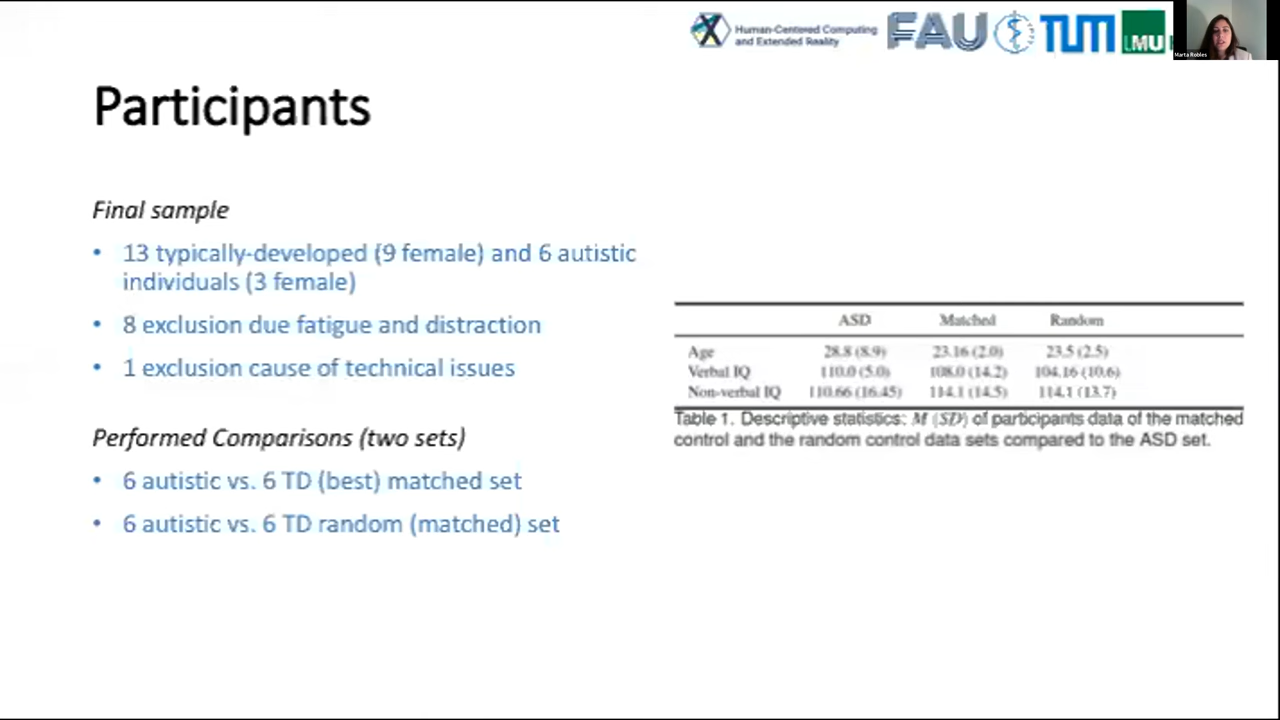 Human-Centered Computing
and Extended Reality
FAU
TUM
LMU
Marta Robles
Participants
Final sample
• 13 typically-developed (9 female) and 6 autistic
individuals (3 female)
• 8 exclusion due fatigue and distraction
• 1 exclusion cause of technical issues
Performed Comparisons (two sets)
• 6 autistic vs. 6 TD (best) matched set
• 6 autistic vs. 6 TD random (matched) set
ASD Matched Random
Age 28.8 (8.9) 23.16 (2.0) 23.5 (2.5)
Verbal IQ 110.0 (5.0) 108.0 (14.2) 104.16 (10.6)
Non-verbal IQ 110.66 (16.45) 114.1 (14.5) 114.1 (13.7)
Table 1. Descriptive statistics: M (SD) of participants data of the matched
control and the random control data sets compared to the ASD set.